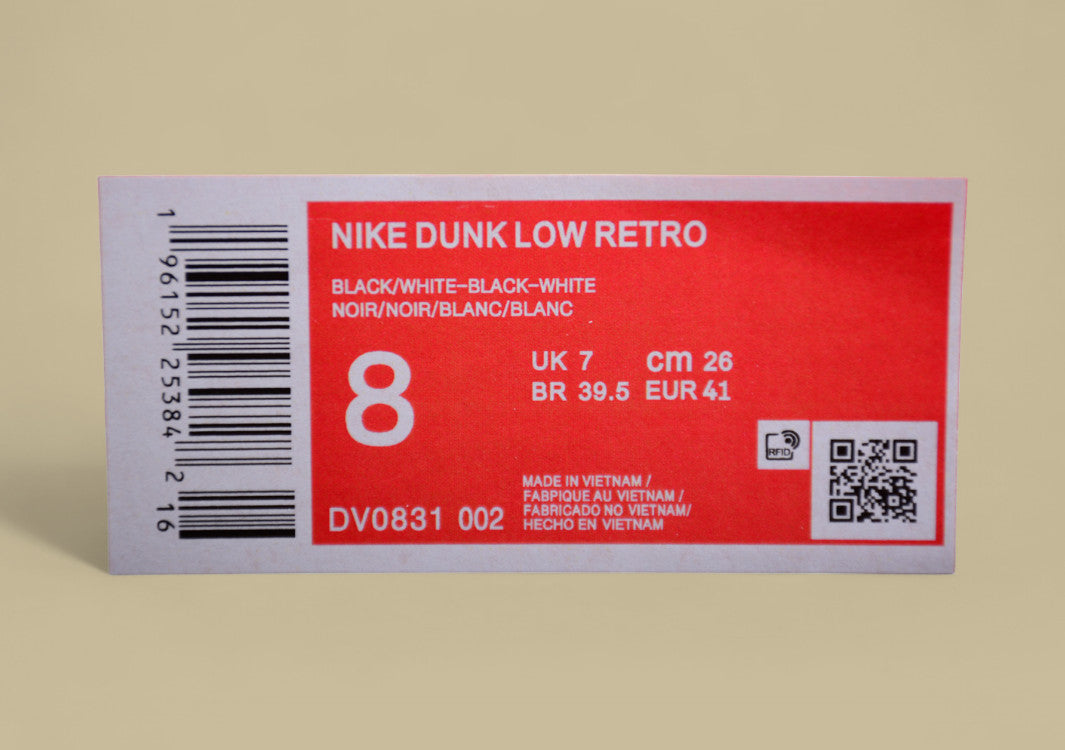 1 96152 25384 2 16
NIKE DUNK LOW RETRO
BLACK/WHITE-BLACK-WHITE
NOIR/NOIR/BLANC/BLANC
8
UK 7 cm 26
BR 39.5 EUR 41
RFID
DV0831 002
MADE IN VIETNAM /
FABRIQUE AU VIETNAM /
FABRICADO NO VIETNAM/
HECHO EN VIETNAM